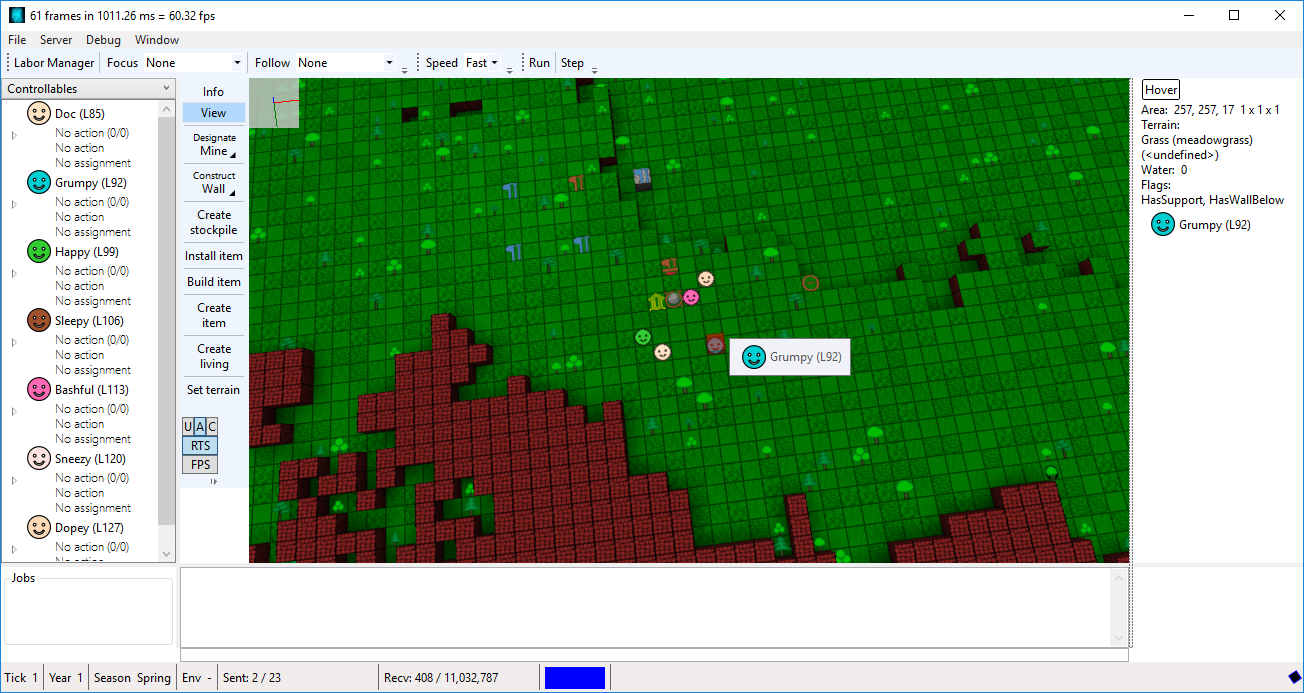 61 frames in 1011.26 ms = 60.32 fps
File Server Debug Window
Labor Manager Focus None Follow None Speed Fast Run Step
Controllables
Doc (L85)
No action (0/0)
No action
No assignment
Grumpy (L92)
No action (0/0)
No action
No assignment
Happy (L99)
No action (0/0)
No action
No assignment
Sleepy (L106)
No action (0/0)
No action
No assignment
Bashful (L113)
No action (0/0)
No action
No assignment
Sneezy (L120)
No action (0/0)
No action
No assignment
Dopey (L127)
No action (0/0)
No action
Info
View
Designate
Mine
Construct
Wall
Create
stockpile
Install item
Build item
Create
item
Create
living
Set terrain
U A C
RTS
FPS
Grumpy (L92)
Hover
Area: 257, 257, 17 1 x 1 x 1
Terrain:
Grass (meadowgrass)
(<undefined>)
Water: 0
Flags:
HasSupport, HasWallBelow
Grumpy (L92)
Jobs
Tick 1 Year 1 Season Spring Env - Sent: 2 / 23 Recv: 408 / 11,032,787